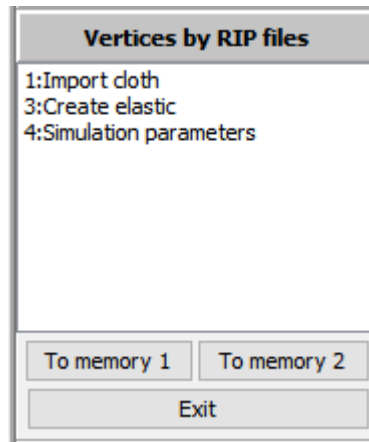 Vertices by RIP files
1:Import cloth
3:Create elastic
4:Simulation parameters
To memory 1 To memory 2
Exit